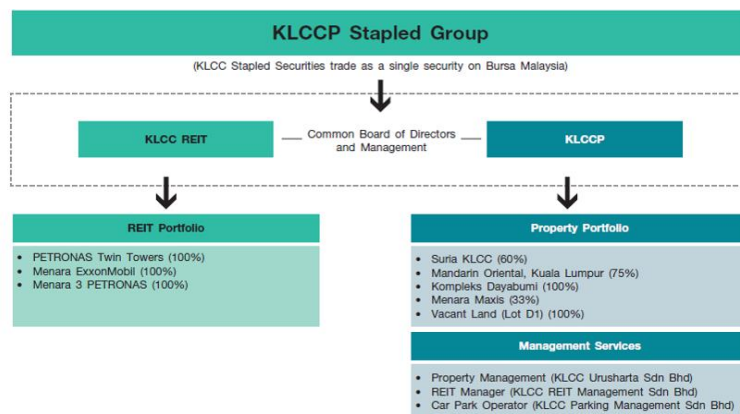 KLCCP Stapled Group
(KLCC Stapled Securities trade as a single security on Bursa Malaysia)
KLCC REIT
Common Board of Directors
and Management
KLCCP
REIT Portfolio
• PETRONAS Twin Towers (100%)
• Menara ExxonMobil (100%)
• Menara 3 PETRONAS (100%)
Property Portfolio
• Suria KLCC (60%)
• Mandarin Oriental, Kuala Lumpur (75%)
• Kompleks Dayabumi (100%)
• Menara Maxis (33%)
• Vacant Land (Lot D1) (100%)
Management Services
• Property Management (KLCC Urusharta Sdn Bhd)
• REIT Manager (KLCC REIT Management Sdn Bhd)
• Car Park Operator (KLCC Parking Management Sdn Bhd)